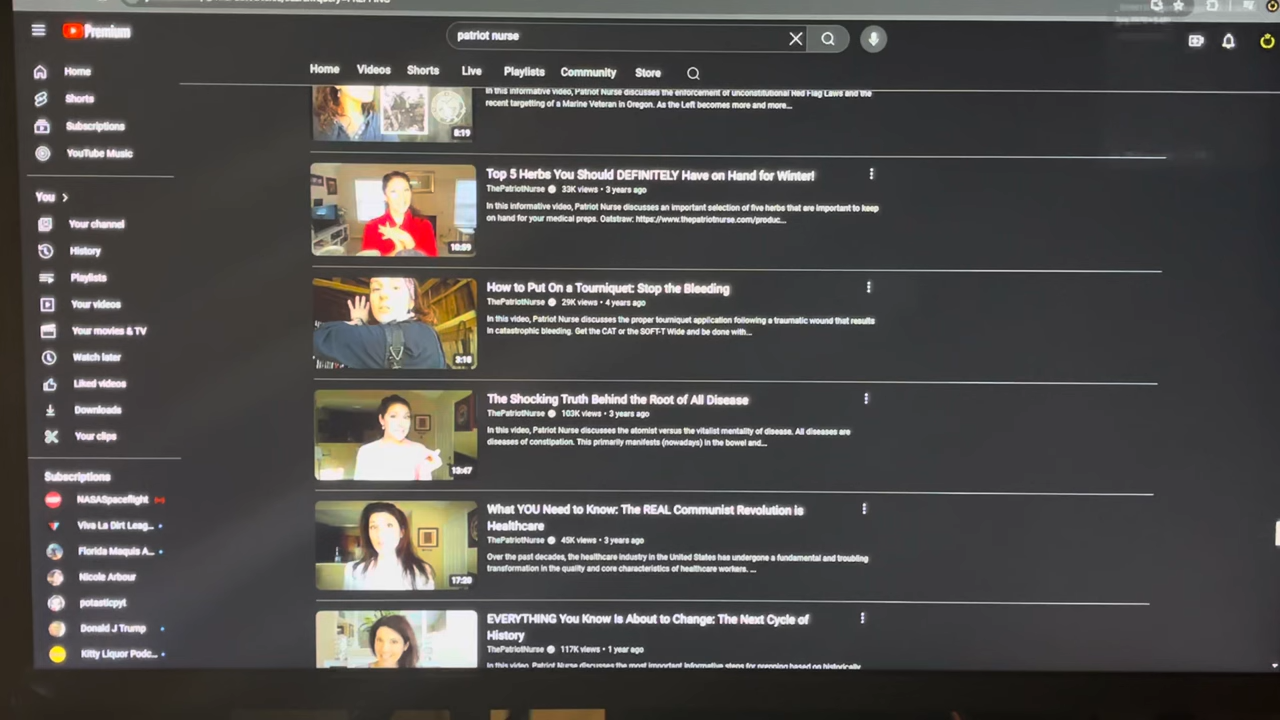 Premium
patriot nurse
Home Videos Shorts Live Playlists Community Store
Home
Shorts
Subscriptions
YouTube Music
You
Your channel
History
Playlists
Your videos
Your movies & TV
Watch later
Liked videos
Downloads
Your clips
Subscriptions
NASASpaceflight
Viva La Dirt Leag...
Florida Maquis A...
Nicole Arbour
potasticpyt
Donald J Trump
Kitty Liquor Podc...
In this informative video, Patriot Nurse discusses the enforcement of unconstitutional Red Flag Laws and the
recent targetting of a Marine Veteran in Oregon. As the Left becomes more and more...
8:19
Top 5 Herbs You Should DEFINITELY Have on Hand for Winter!
ThePatriotNurse 33K views • 3 years ago
In this informative video, Patriot Nurse discusses an important selection of five herbs that are important to keep
on hand for your medical preps. Oatstraw: https://www.thepatriotnurse.com/produc...
10:59
How to Put On a Tourniquet: Stop the Bleeding
ThePatriotNurse 29K views • 4 years ago
In this video, Patriot Nurse discusses the proper tourniquet application following a traumatic wound that results
in catastrophic bleeding. Get the CAT or the SOFT-T Wide and be done with...
3:18
The Shocking Truth Behind the Root of All Disease
ThePatriotNurse 103K views • 3 years ago
In this video, Patriot Nurse discusses the atomist versus the vitalist mentality of disease. All diseases are
diseases of constipation. This primarily manifests (nowadays) in the bowel and...
13:47
What YOU Need to Know: The REAL Communist Revolution is
Healthcare
ThePatriotNurse 45K views • 3 years ago
Over the past decades, the healthcare industry in the United States has undergone a fundamental and troubling
transformation in the quality and core characteristics of healthcare workers. ...
17:20
EVERYTHING You Know Is About to Change: The Next Cycle of
History
ThePatriotNurse 117K views • 1 year ago
In this video, Patriot Nurse discusses the most important informative steps for prepping based on historically